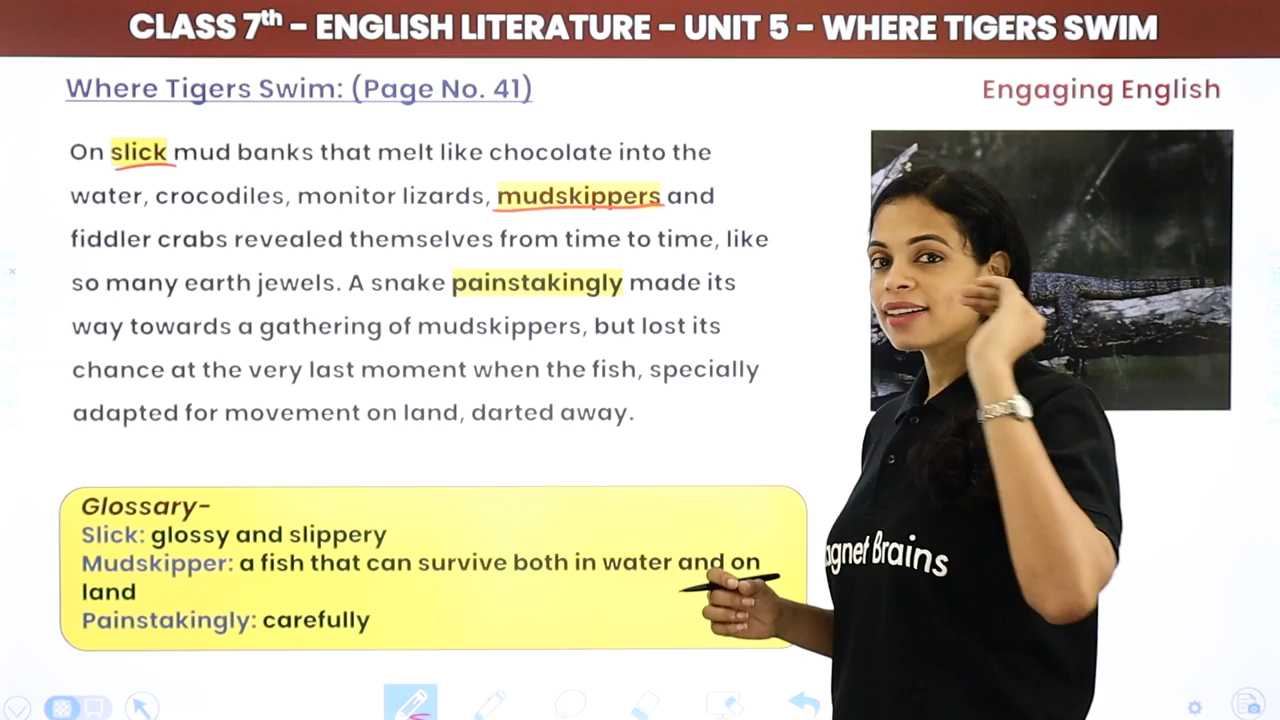 CLASS 7th - ENGLISH LITERATURE - UNIT 5 - WHERE TIGERS SWIM
Where Tigers Swim: (Page No. 41)
Engaging English
On slick mud banks that melt like chocolate into the
water, crocodiles, monitor lizards, mudskippers and
fiddler crabs revealed themselves from time to time, like
so many earth jewels. A snake painstakingly made its
way towards a gathering of mudskippers, but lost its
chance at the very last moment when the fish, specially
adapted for movement on land, darted away.
Glossary-
Slick: glossy and slippery
Mudskipper: a fish that can survive both in water and on
land
Painstakingly: carefully
agnet Brains